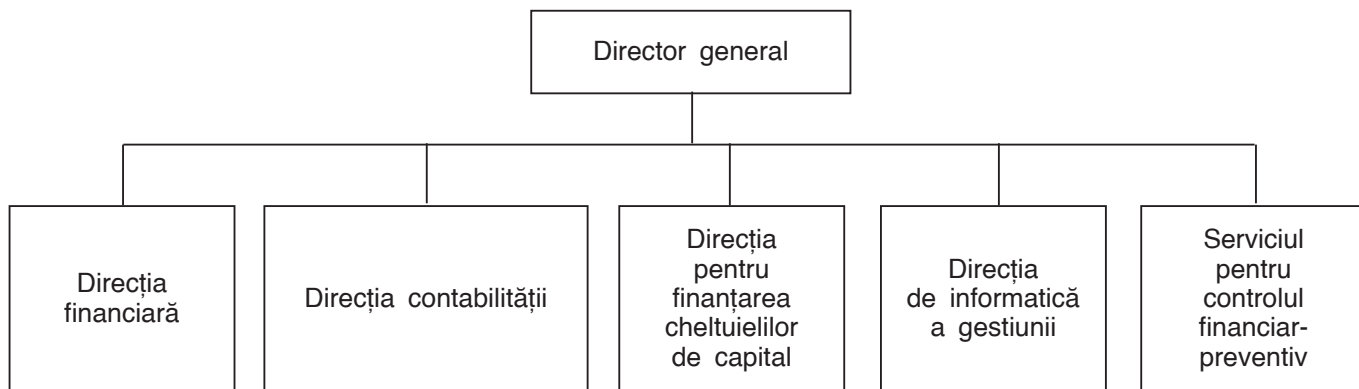 Director general
Direcția
financiară
Direcția contabilității
Direcția
pentru
finanțarea
cheltuielilor
de capital
Direcția
de informatică
a gestiunii
Serviciul
pentru
controlul
financiar-
preventiv